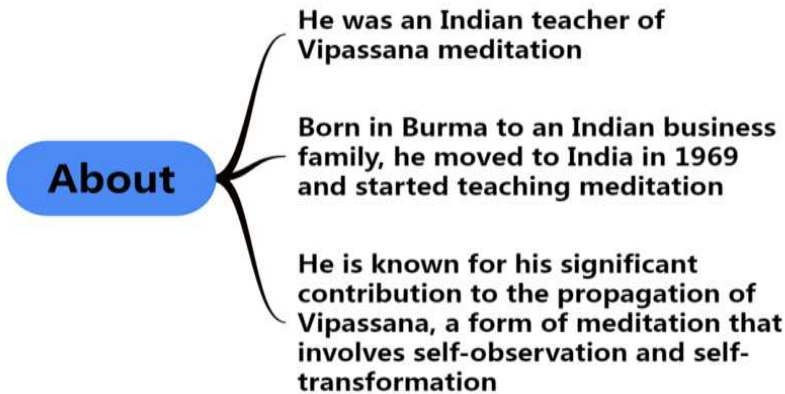 He was an Indian teacher of
Vipassana meditation
About
Born in Burma to an Indian business
family, he moved to India in 1969
and started teaching meditation
He is known for his significant
contribution to the propagation of
Vipassana, a form of meditation that
involves self-observation and self-
transformation